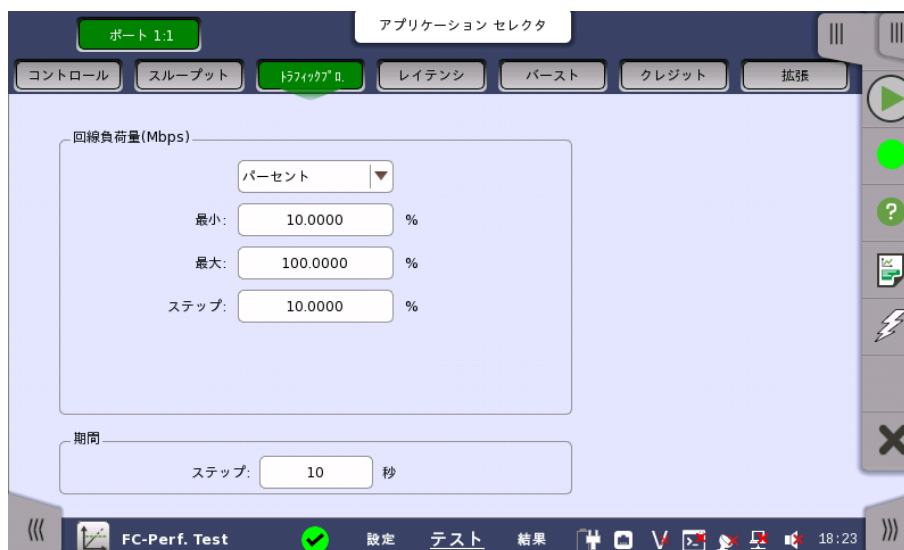 ポート 1:1
アプリケーション セレクタ
コントロール
スループット
ﾄﾗﾌｨｯｸﾌﾟﾛ.
レイテンシ
バースト
クレジット
拡張
回線負荷量(Mbps)
パーセント
最小: 10.0000 %
最大: 100.0000 %
ステップ: 10.0000 %
期間
ステップ: 10 秒
FC-Perf. Test
設定
テスト
結果
18:23